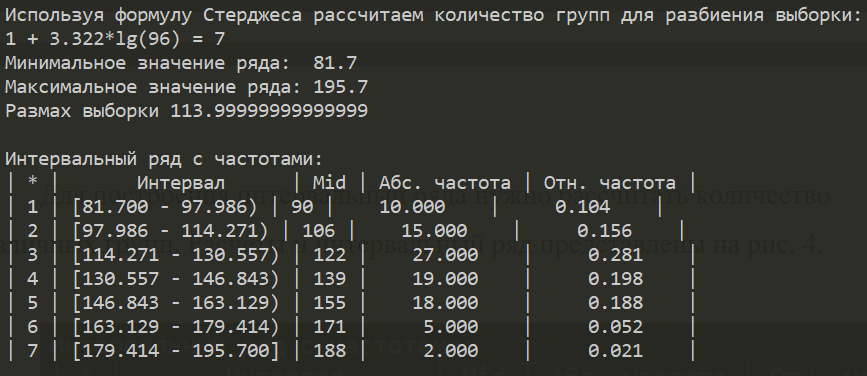 Используя формулу Стерджеса рассчитаем количество групп для разбиения выборки:
1 + 3.322*lg(96) = 7
Минимальное значение ряда:  81.7
Максимальное значение ряда: 195.7
Размах выборки 113.99999999999999
Интервальный ряд с частотами:
| * |      Интервал      | Mid | Абс. частота | Отн. частота |
| 1 | [81.700 - 97.986) | 90 |    10.000    |     0.104    |
| 2 | [97.986 - 114.271) | 106 |    15.000    |     0.156    |
| 3 | [114.271 - 130.557) | 122 |    27.000    |     0.281    |
| 4 | [130.557 - 146.843) | 139 |    19.000    |     0.198    |
| 5 | [146.843 - 163.129) | 155 |    18.000    |     0.188    |
| 6 | [163.129 - 179.414) | 171 |     5.000    |     0.052    |
| 7 | [179.414 - 195.700] | 188 |     2.000    |     0.021    |